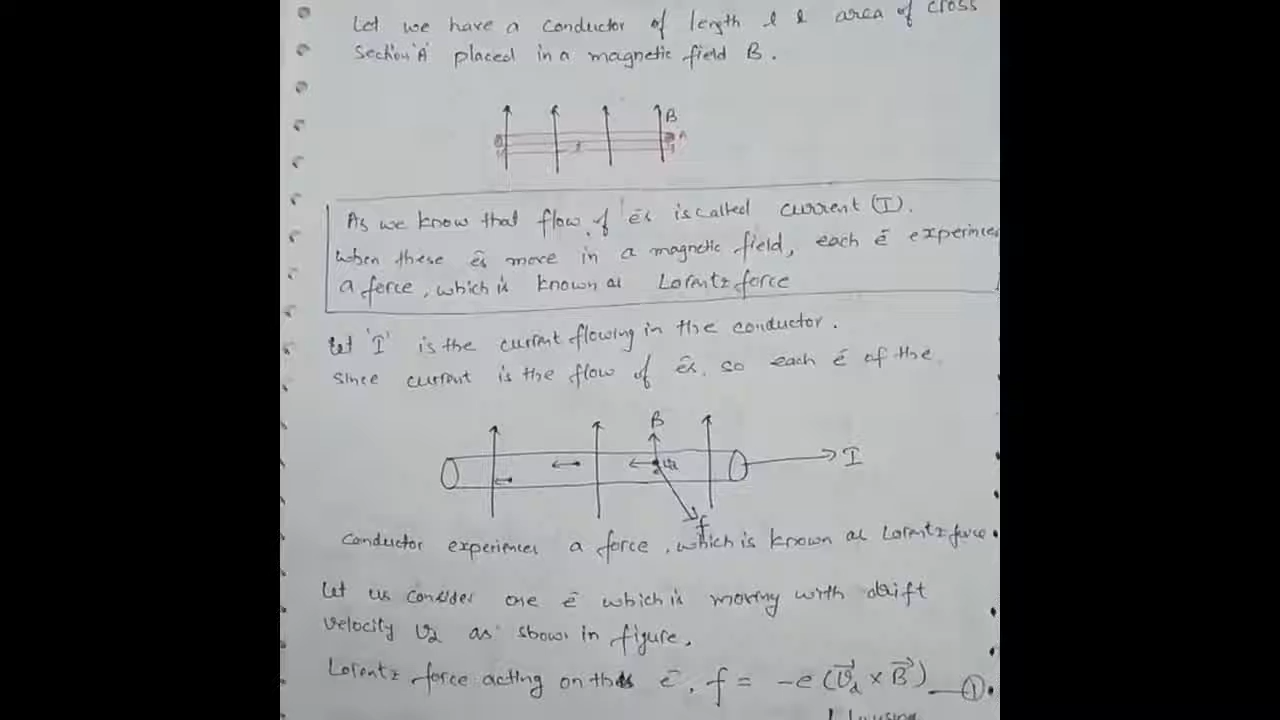 Let we have a conductor of length l & area of cross
section 'A' placed in a magnetic field B.
B
A
As we know that flow of ēs is called current (I).
when these ēs move in a magnetic field, each ē experinces
a force, which is known as Lorentz force
Let 'I' is the current flowing in the conductor.
Since current is the flow of ēs. so each ē of the
B
I
f
conductor experiences a force, which is known as Lorentz force.
Let us consider one ē which is moving with drift
velocity vd as shown in figure.
Lorentz force acting on this ē, f = -e (v⃗d × B⃗) — ①.